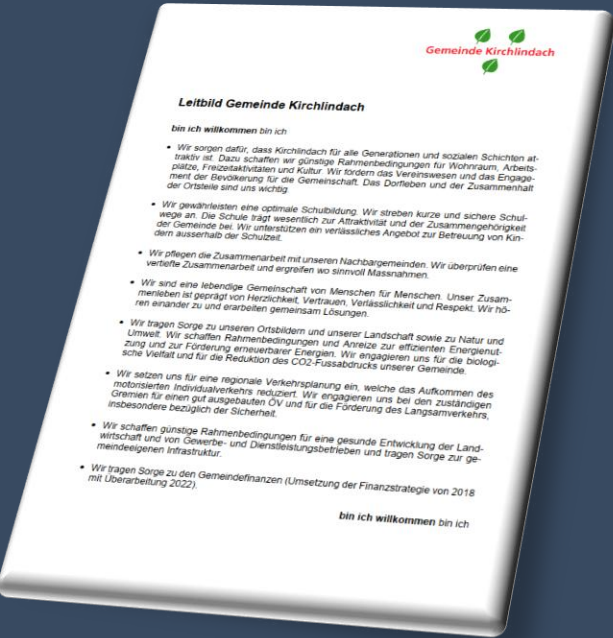 Gemeinde Kirchlindach
Leitbild Gemeinde Kirchlindach
bin ich willkommen bin ich
• Wir sorgen dafür, dass Kirchlindach für alle Generationen und sozialen Schichten at-
traktiv ist. Dazu schaffen wir günstige Rahmenbedingungen für Wohnraum, Arbeits-
plätze, Freizeitaktivitäten und Kultur. Wir fördern das Vereinswesen und das Engage-
ment der Bevölkerung für die Gemeinschaft. Das Dorfleben und der Zusammenhalt
der Ortsteile sind uns wichtig.
• Wir gewährleisten eine optimale Schulbildung. Wir streben kurze und sichere Schul-
wege an. Die Schule trägt wesentlich zur Attraktivität und der Zusammengehörigkeit
der Gemeinde bei. Wir unterstützen ein verlässliches Angebot zur Betreuung von Kin-
dern ausserhalb der Schulzeit.
• Wir pflegen die Zusammenarbeit mit unseren Nachbargemeinden. Wir überprüfen eine
vertiefte Zusammenarbeit und ergreifen wo sinnvoll Massnahmen.
• Wir sind eine lebendige Gemeinschaft von Menschen für Menschen. Unser Zusam-
menleben ist geprägt von Herzlichkeit, Vertrauen, Verlässlichkeit und Respekt. Wir hö-
ren einander zu und erarbeiten gemeinsam Lösungen.
• Wir tragen Sorge zu unseren Ortsbildern und unserer Landschaft sowie zu Natur und
Umwelt. Wir schaffen Rahmenbedingungen und Anreize zur effizienten Energienut-
zung und zur Förderung erneuerbarer Energien. Wir engagieren uns für die biologi-
sche Vielfalt und für die Reduktion des CO2-Fussabdrucks unserer Gemeinde.
• Wir setzen uns für eine regionale Verkehrsplanung ein, welche das Aufkommen des
motorisierten Individualverkehrs reduziert. Wir engagieren uns bei den zuständigen
Gremien für einen gut ausgebauten ÖV und für die Förderung des Langsamverkehrs,
insbesondere bezüglich der Sicherheit.
• Wir schaffen günstige Rahmenbedingungen für eine gesunde Entwicklung der Land-
wirtschaft und von Gewerbe- und Dienstleistungsbetrieben und tragen Sorge zur ge-
meindeeigenen Infrastruktur.
• Wir tragen Sorge zu den Gemeindefinanzen (Umsetzung der Finanzstrategie von 2018
mit Überarbeitung 2022).
bin ich willkommen bin ich